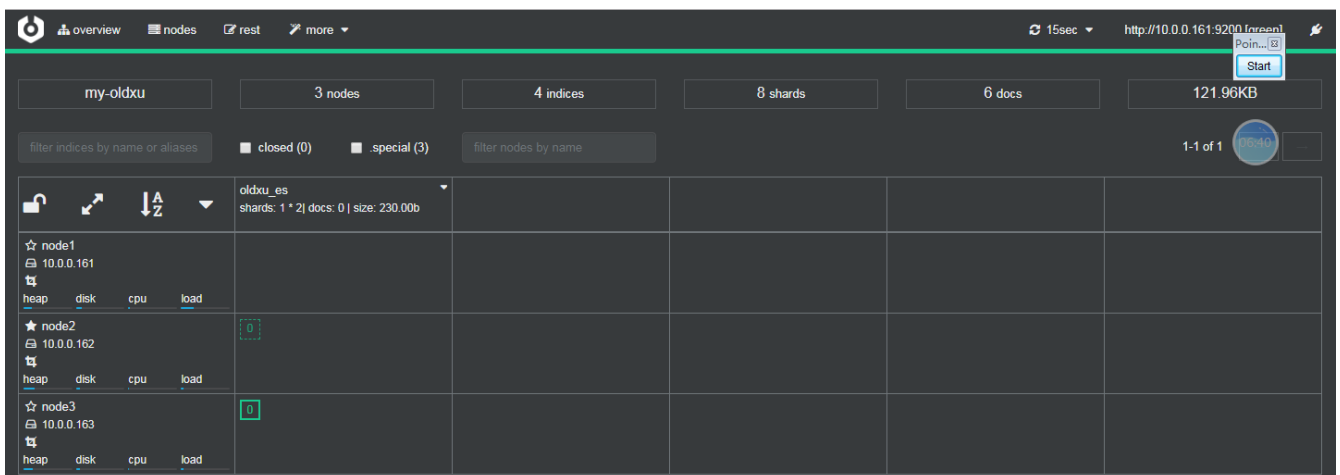 overview nodes rest more 15sec http://10.0.0.161:9200 [green]
Poin...
Start
my-oldxu 3 nodes 4 indices 8 shards 6 docs 121.96KB
filter indices by name or aliases closed (0) .special (3) filter nodes by name 1-1 of 1 06:40
oldxu_es
shards: 1 * 2| docs: 0 | size: 230.00b
node1
10.0.0.161
heap disk cpu load
node2 0
10.0.0.162
heap disk cpu load
node3 0
10.0.0.163
heap disk cpu load